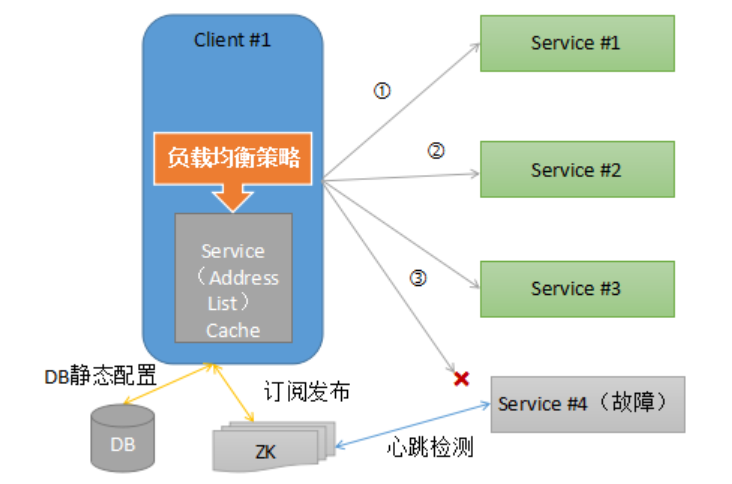 Client #1
Service #1
①
负载均衡策略
②
Service #2
Service
（Address
List）
Cache
③
Service #3
DB静态配置
订阅发布
Service #4（故障）
DB
ZK
心跳检测